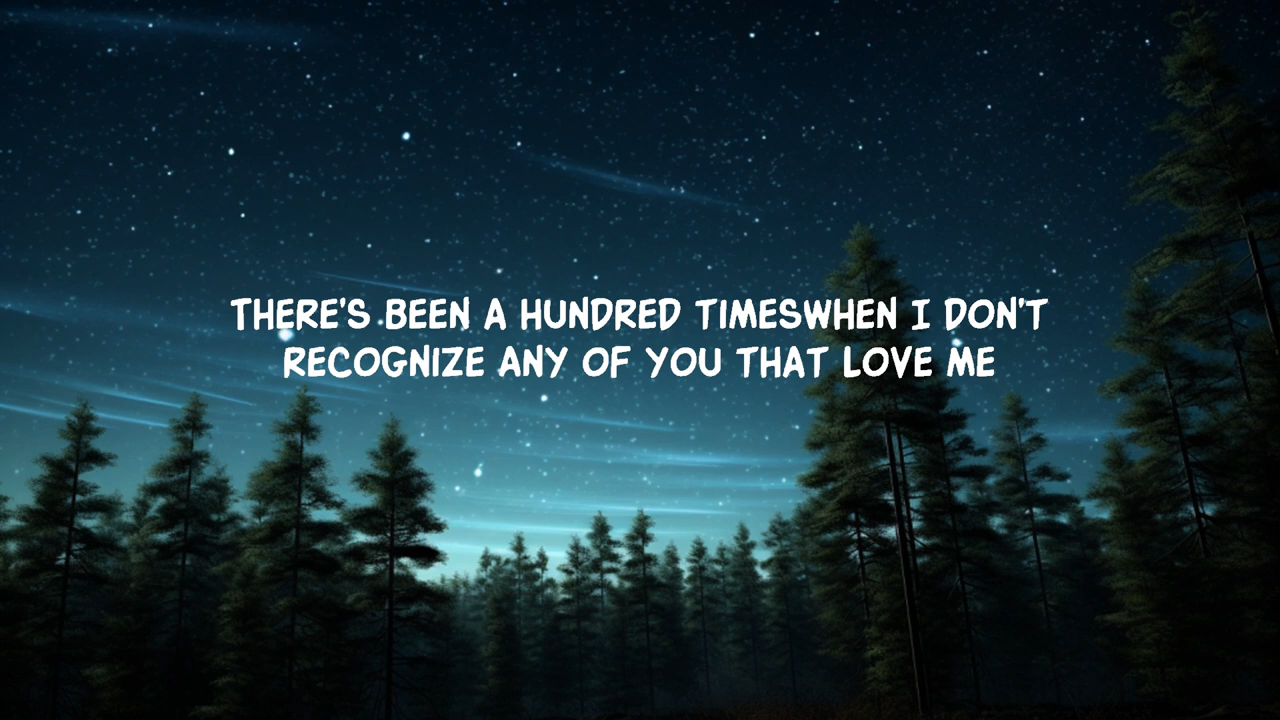 THERE'S BEEN A HUNDRED TIMESWHEN I DON'T
RECOGNIZE ANY OF YOU THAT LOVE ME